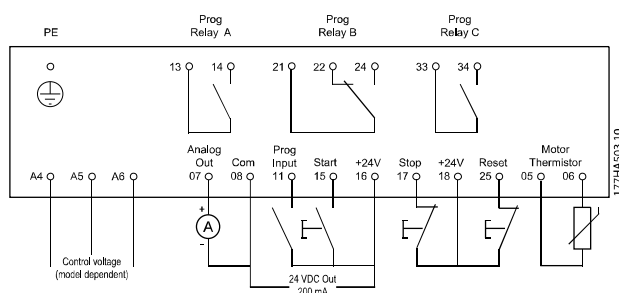 PE
Prog
Relay A
Prog
Relay B
Prog
Relay C
13 14 21 22 24 33 34
Analog
Out
07
Com
08
Prog
Input
11
Start
15
+24V
16
Stop
17
+24V
18
Reset
25
Motor
Thermistor
05 06
A4 A5 A6
177HA503.10
+
A
-
Control voltage
(model dependent)
24 VDC Out
200 mA